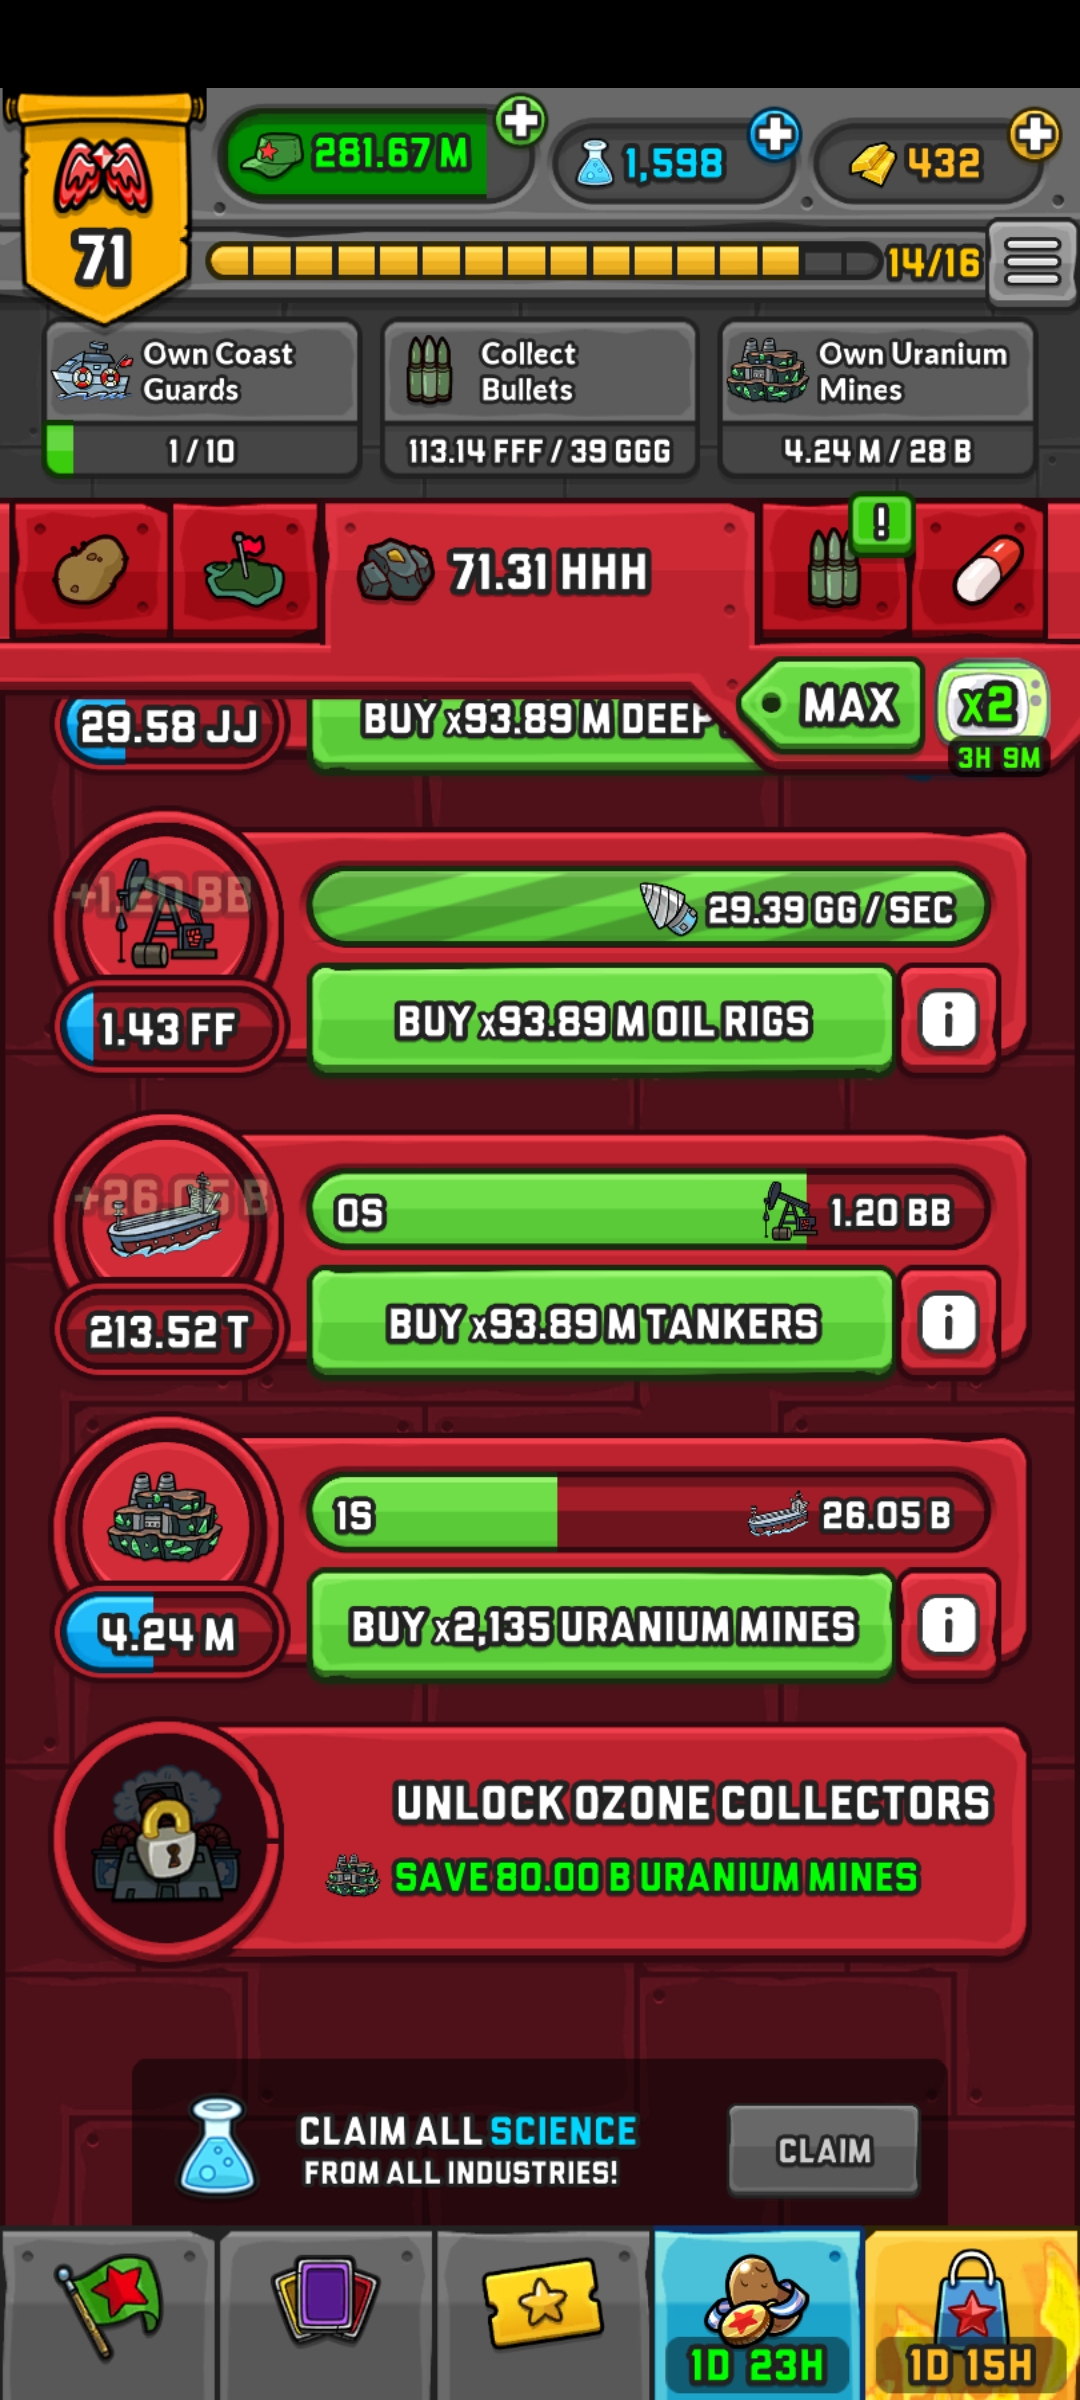 281.67 M
1,598
432
71
14/16
Own Coast
Guards
1 / 10
Collect
Bullets
113.14 FFF / 39 GGG
Own Uranium
Mines
4.24 M / 28 B
71.31 HHH
!
MAX
x2
3H 9M
29.58 JJ
BUY x93.89 M DEEP
+1.20 BB
29.39 GG / SEC
1.43 FF
BUY x93.89 M OIL RIGS
i
+26.05 B
0S
1.20 BB
213.52 T
BUY x93.89 M TANKERS
i
1S
26.05 B
4.24 M
BUY x2,135 URANIUM MINES
i
UNLOCK OZONE COLLECTORS
SAVE 80.00 B URANIUM MINES
CLAIM ALL SCIENCE
FROM ALL INDUSTRIES!
CLAIM
1D 23H
1D 15H